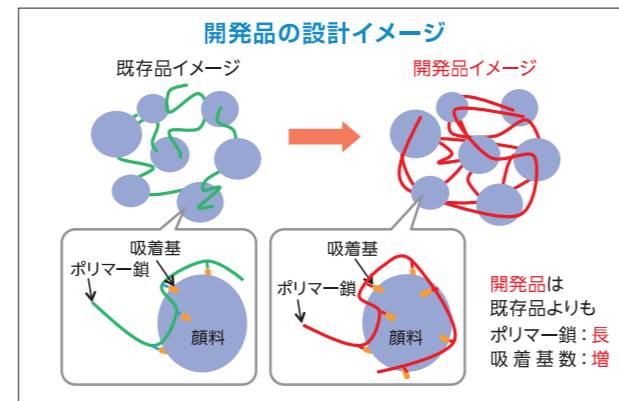 開発品の設計イメージ
既存品イメージ
開発品イメージ
吸着基
ポリマー鎖
顔料
吸着基
ポリマー鎖
顔料
開発品は
既存品よりも
ポリマー鎖：長
吸着基数：増